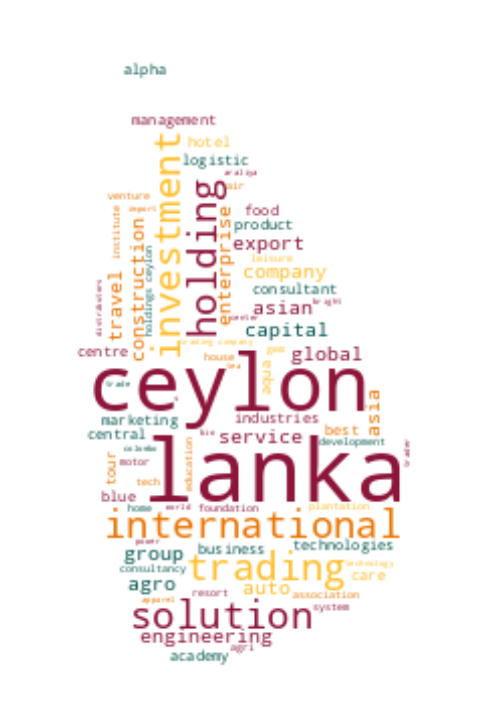 alpha
management
hotel
logistic
araliya
air
venture
import
investment
holding
enterprise
food
product
export
institute
construction
holdings ceylon
leisure
company
consultant
travel
distributors
asian
bright
center
capital
trading company
centre
house
tea
aqua
gem
global
ceylon
trade
s
asia
marketing
industries
central
service
bio
best
development
colombo
trader
motor
lanka
tour
tech
education
blue
home
world
foundation
plantation
international
power
group
business
technologies
consultancy
trading
technology
care
agro
auto
apparel
resort
association
solution
system
engineering
agri
academy